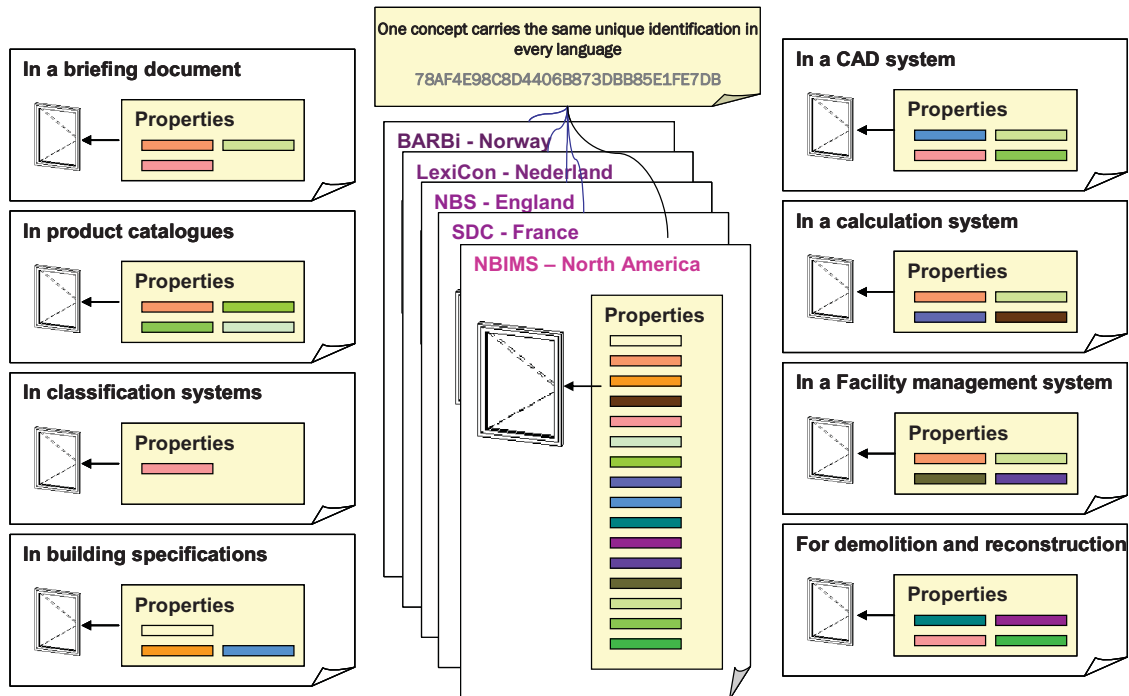 One concept carries the same unique identification in
every language
78AF4E98C8D4406B873DBB85E1FE7DB
In a briefing document
Properties
In product catalogues
Properties
In classification systems
Properties
In building specifications
Properties
BARBi - Norway
LexiCon - Nederland
NBS - England
SDC - France
NBIMS – North America
Properties
In a CAD system
Properties
In a calculation system
Properties
In a Facility management system
Properties
For demolition and reconstruction
Properties